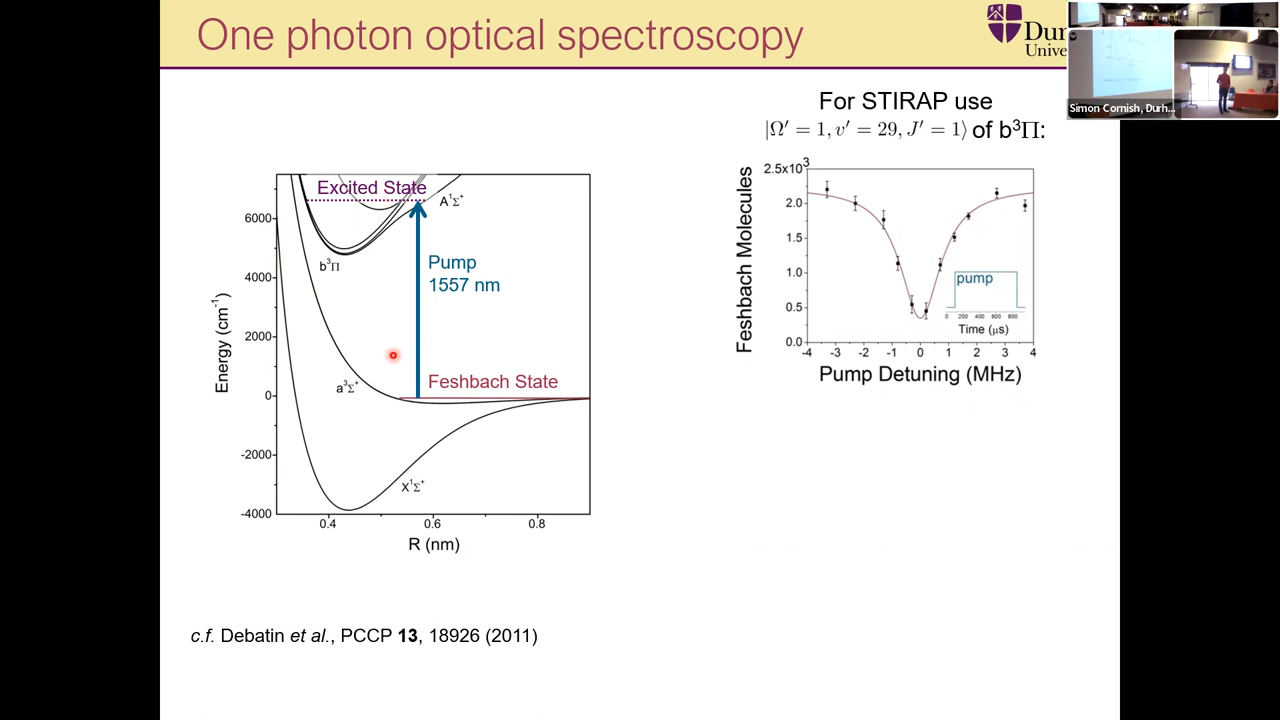 One photon optical spectroscopy
Simon Cornish, Durh...
For STIRAP use
|Ω′ = 1, v′ = 29, J′ = 1⟩ of b³Π:
Energy (cm⁻¹)
6000
4000
2000
0
-2000
-4000
0.4
0.6
0.8
R (nm)
Excited State
A¹Σ⁺
b³Π
Pump
1557 nm
a³Σ⁺
Feshbach State
X¹Σ⁺
Feshbach Molecules
2.5x10³
2.0
1.5
1.0
0.5
0.0
-4 -3 -2 -1 0 1 2 3 4
Pump Detuning (MHz)
pump
0 200 400 600 800
Time (μs)
c.f. Debatin et al., PCCP 13, 18926 (2011)